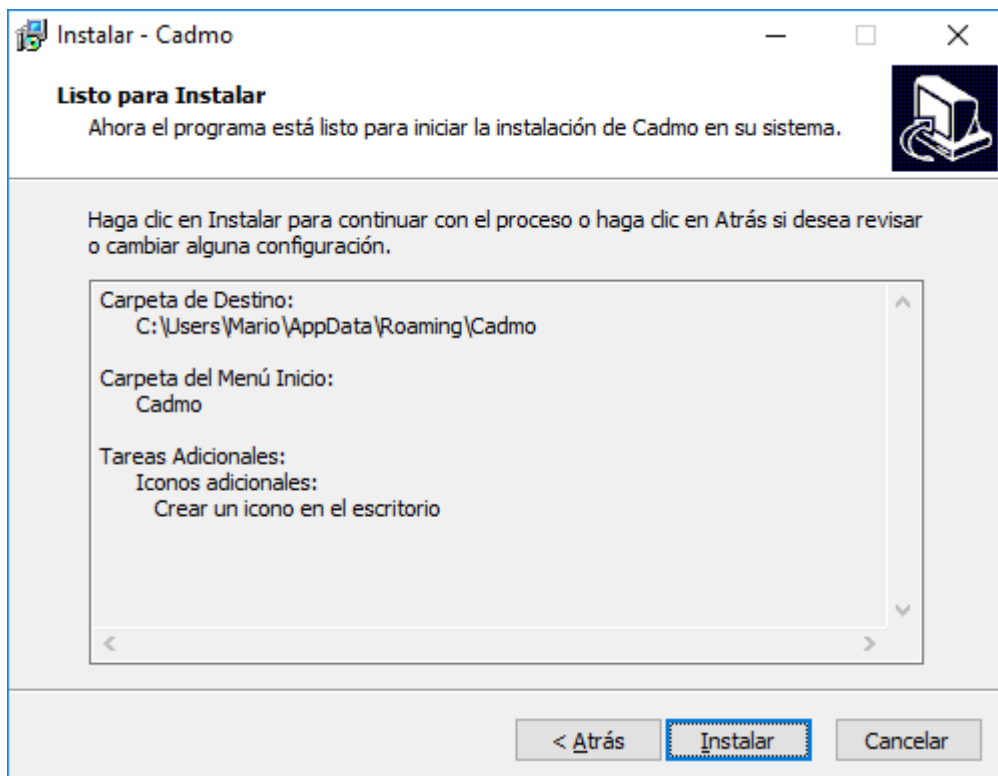 Instalar - Cadmo
Listo para Instalar
Ahora el programa está listo para iniciar la instalación de Cadmo en su sistema.
Haga clic en Instalar para continuar con el proceso o haga clic en Atrás si desea revisar
o cambiar alguna configuración.
Carpeta de Destino:
C:\Users\Mario\AppData\Roaming\Cadmo
Carpeta del Menú Inicio:
Cadmo
Tareas Adicionales:
Iconos adicionales:
Crear un icono en el escritorio
< Atrás Instalar Cancelar